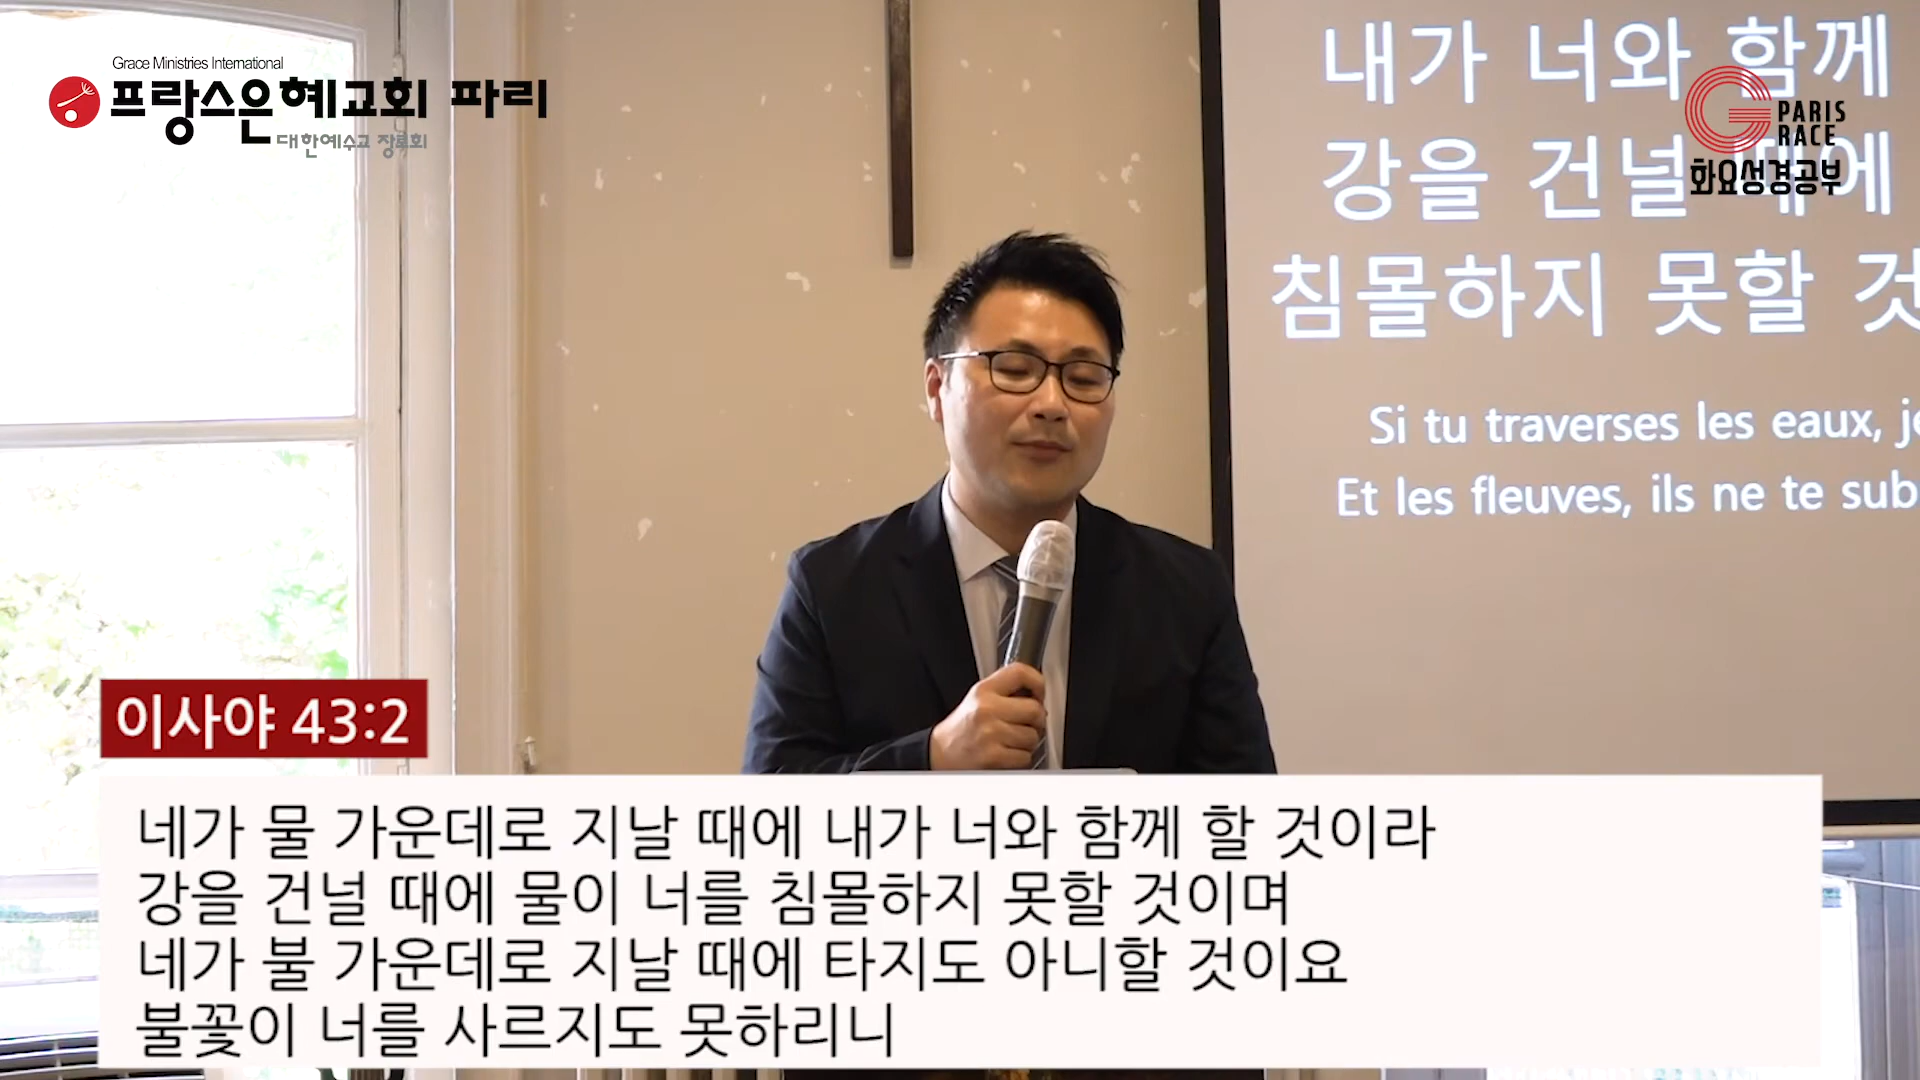 Grace Ministries International
프랑스은혜교회 파리
대한예수교 장로회
PARIS
GRACE
화요성경공부
내가 너와 함께
강을 건널 때에
침몰하지 못할
Si tu traverses les eaux,
Et les fleuves, ils ne te
이사야 43:2
네가 물 가운데로 지날 때에 내가 너와 함께 할 것이라
강을 건널 때에 물이 너를 침몰하지 못할 것이며
네가 불 가운데로 지날 때에 타지도 아니할 것이요
불꽃이 너를 사르지도 못하리니